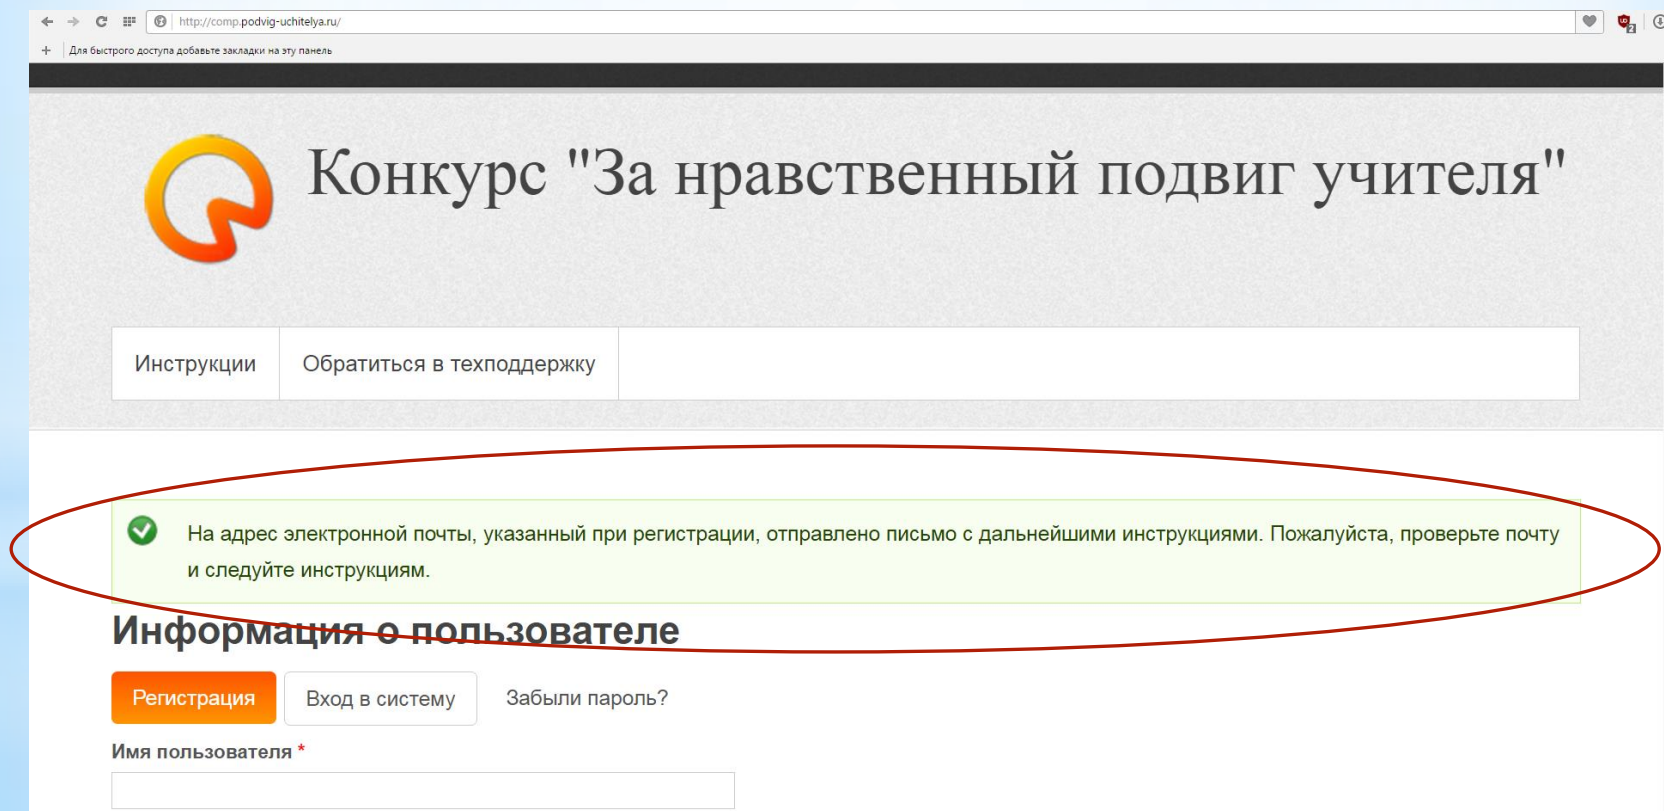 http://comp.podvig-uchitelya.ru/
2
+ Для быстрого доступа добавьте закладки на эту панель
Конкурс "За нравственный подвиг учителя"
Инструкции Обратиться в техподдержку
На адрес электронной почты, указанный при регистрации, отправлено письмо с дальнейшими инструкциями. Пожалуйста, проверьте почту
и следуйте инструкциям.
Информация о пользователе
Регистрация Вход в систему Забыли пароль?
Имя пользователя *